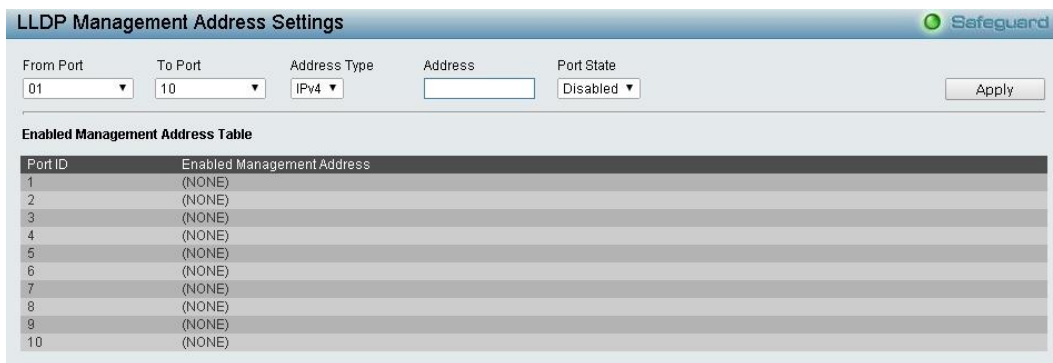 LLDP Management Address Settings
Safeguard
From Port To Port Address Type Address Port State
01 10 IPv4 Disabled Apply
Enabled Management Address Table
Port ID Enabled Management Address
1 (NONE)
2 (NONE)
3 (NONE)
4 (NONE)
5 (NONE)
6 (NONE)
7 (NONE)
8 (NONE)
9 (NONE)
10 (NONE)